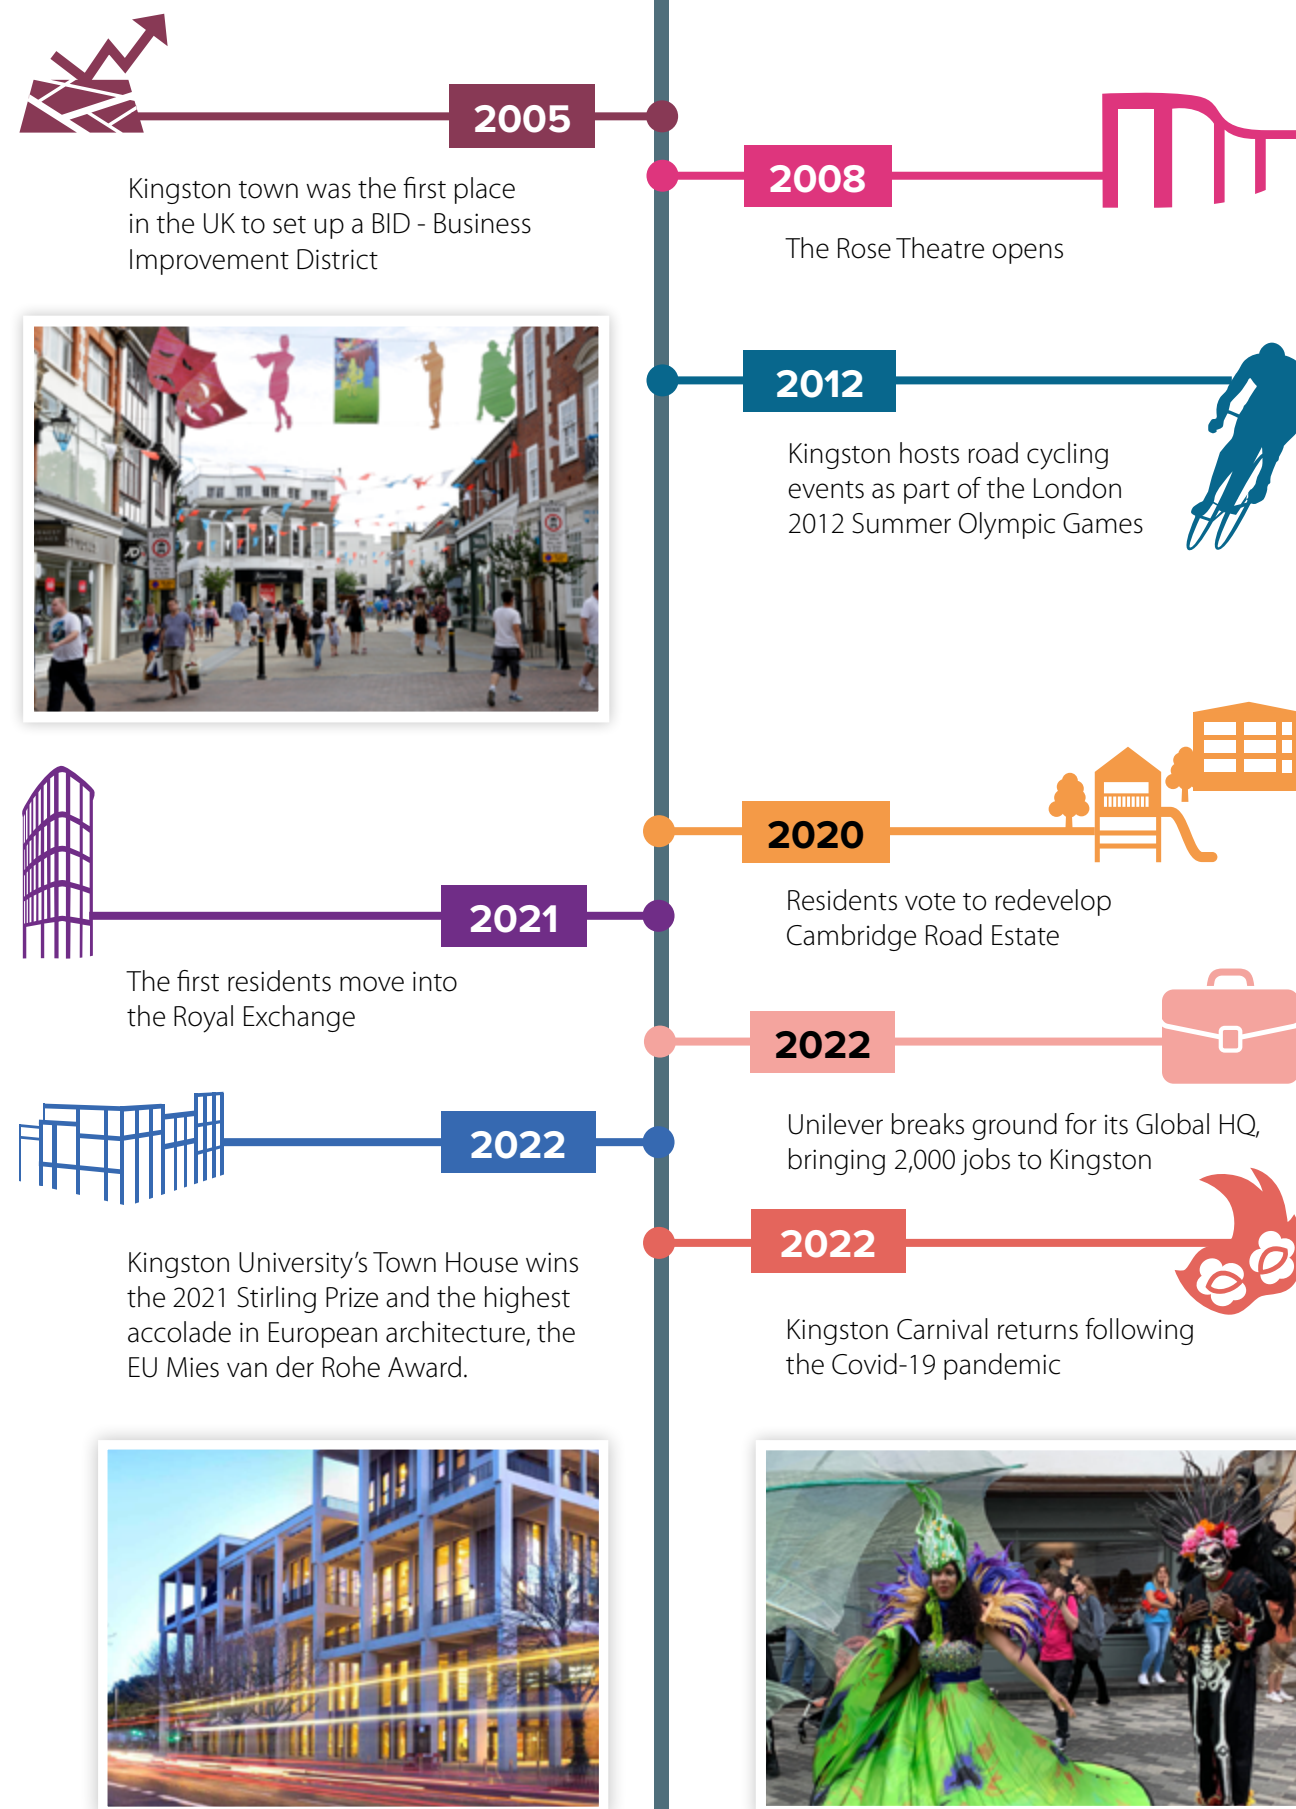 2005
Kingston town was the first place
in the UK to set up a BID - Business
Improvement District
2008
The Rose Theatre opens
2012
Kingston hosts road cycling
events as part of the London
2012 Summer Olympic Games
2020
Residents vote to redevelop
Cambridge Road Estate
2021
The first residents move into
the Royal Exchange
2022
Unilever breaks ground for its Global HQ,
bringing 2,000 jobs to Kingston
2022
Kingston University’s Town House wins
the 2021 Stirling Prize and the highest
accolade in European architecture, the
EU Mies van der Rohe Award.
2022
Kingston Carnival returns following
the Covid-19 pandemic